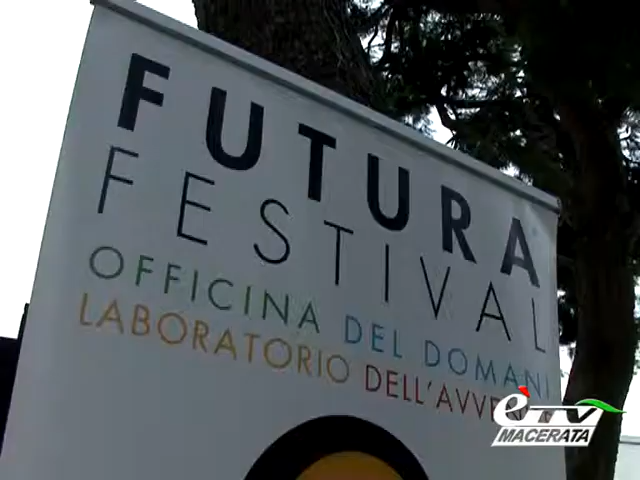 FUTURA
FESTIVAL
OFFICINA DEL DOMANI
LABORATORIO
eTV
MACERATA